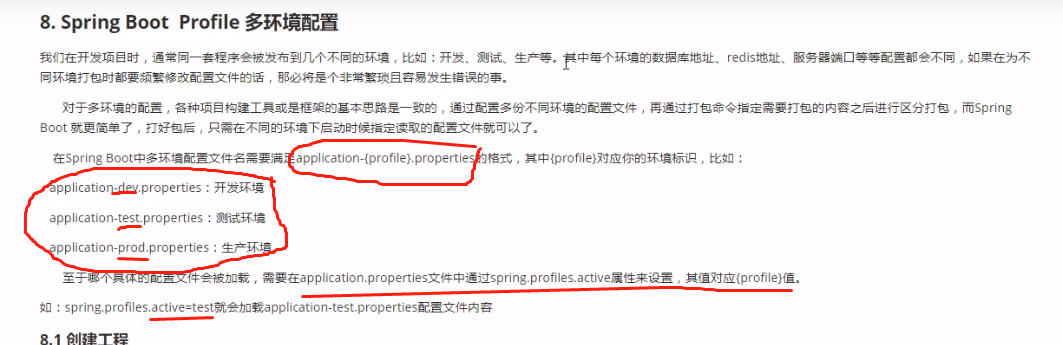 8. Spring Boot Profile 多环境配置
我们在开发项目时，通常同一套程序会被发布到几个不同的环境，比如：开发、测试、生产等。其中每个环境的数据库地址、redis地址、服务器端口等等配置都会不同，如果在为不
同环境打包时都要频繁修改配置文件的话，那必将是个非常繁琐且容易发生错误的事。
对于多环境的配置，各种项目构建工具或是框架的基本思路是一致的，通过配置多份不同环境的配置文件，再通过打包命令指定需要打包的内容之后进行区分打包，而Spring
Boot 就更简单了，打好包后，只需在不同的环境下启动时候指定读取的配置文件就可以了。
在Spring Boot中多环境配置文件名需要满足application-{profile}.properties的格式，其中{profile}对应你的环境标识，比如：
application-dev.properties：开发环境
application-test.properties：测试环境
application-prod.properties：生产环境
至于哪个具体的配置文件会被加载，需要在application.properties文件中通过spring.profiles.active属性来设置，其值对应{profile}值。
如：spring.profiles.active=test就会加载application-test.properties配置文件内容
8.1 创建工程